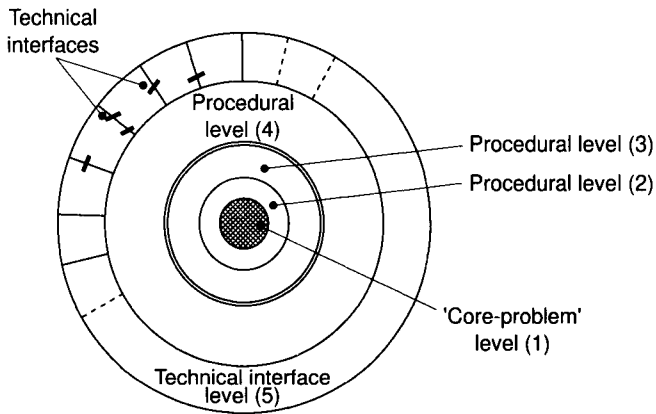 Technical
interfaces
Procedural
level (4)
Procedural level (3)
Procedural level (2)
'Core-problem'
level (1)
Technical interface
level (5)